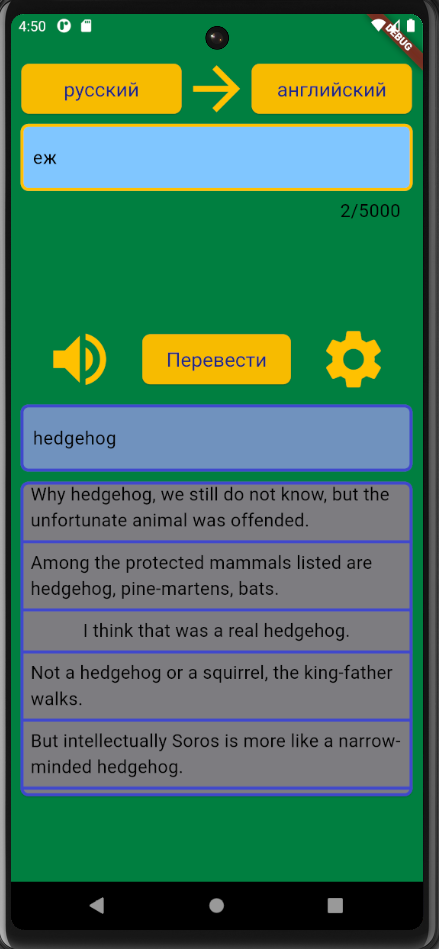 4:50
DEBUG
русский
английский
еж
2/5000
Перевести
hedgehog
Why hedgehog, we still do not know, but the
unfortunate animal was offended.
Among the protected mammals listed are
hedgehog, pine-martens, bats.
I think that was a real hedgehog.
Not a hedgehog or a squirrel, the king-father
walks.
But intellectually Soros is more like a narrow-
minded hedgehog.